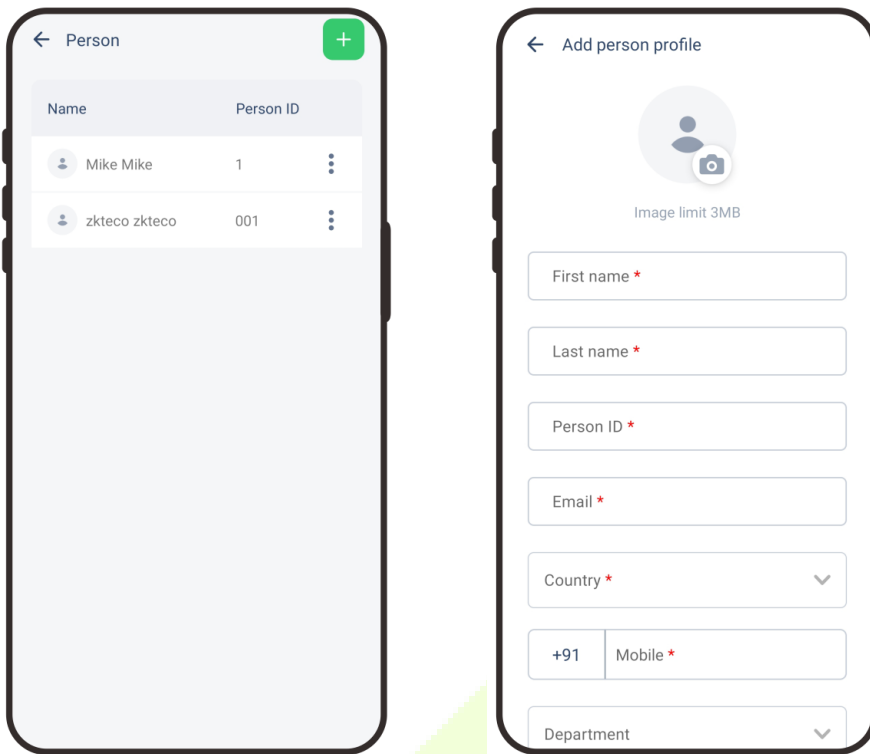 Person
Name Person ID
Mike Mike 1
zkteco zkteco 001
Add person profile
Image limit 3MB
First name *
Last name *
Person ID *
Email *
Country *
+91 Mobile *
Department